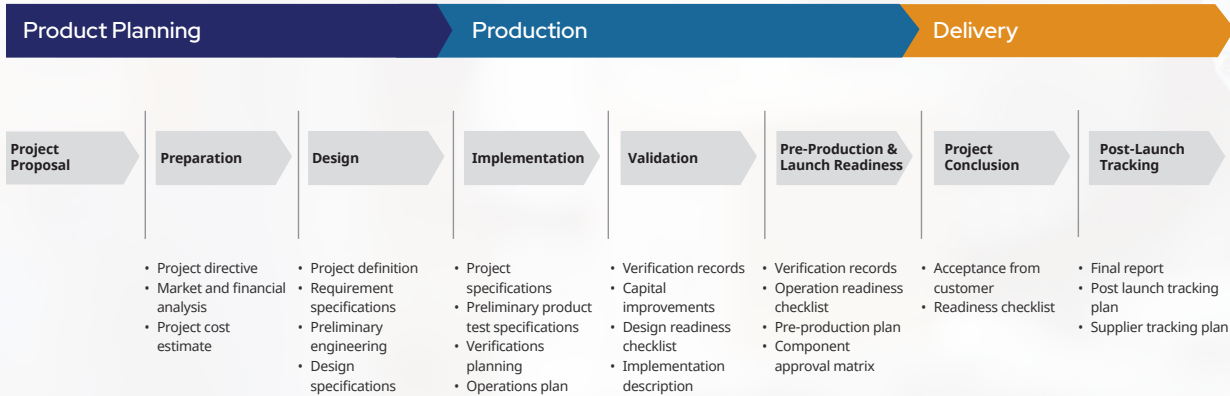 Product Planning
Production
Delivery
Project
Proposal
Preparation
Design
Implementation
Validation
Pre-Production &
Launch Readiness
Project
Conclusion
Post-Launch
Tracking
• Project directive
• Market and financial
analysis
• Project cost
estimate
• Project definition
• Requirement
specifications
• Preliminary
engineering
• Design
specifications
• Project
specifications
• Preliminary product
test specifications
• Verifications
planning
• Operations plan
• Verification records
• Capital
improvements
• Design readiness
checklist
• Implementation
description
• Verification records
• Operation readiness
checklist
• Pre-production plan
• Component
approval matrix
• Acceptance from
customer
• Readiness checklist
• Final report
• Post launch tracking
plan
• Supplier tracking plan